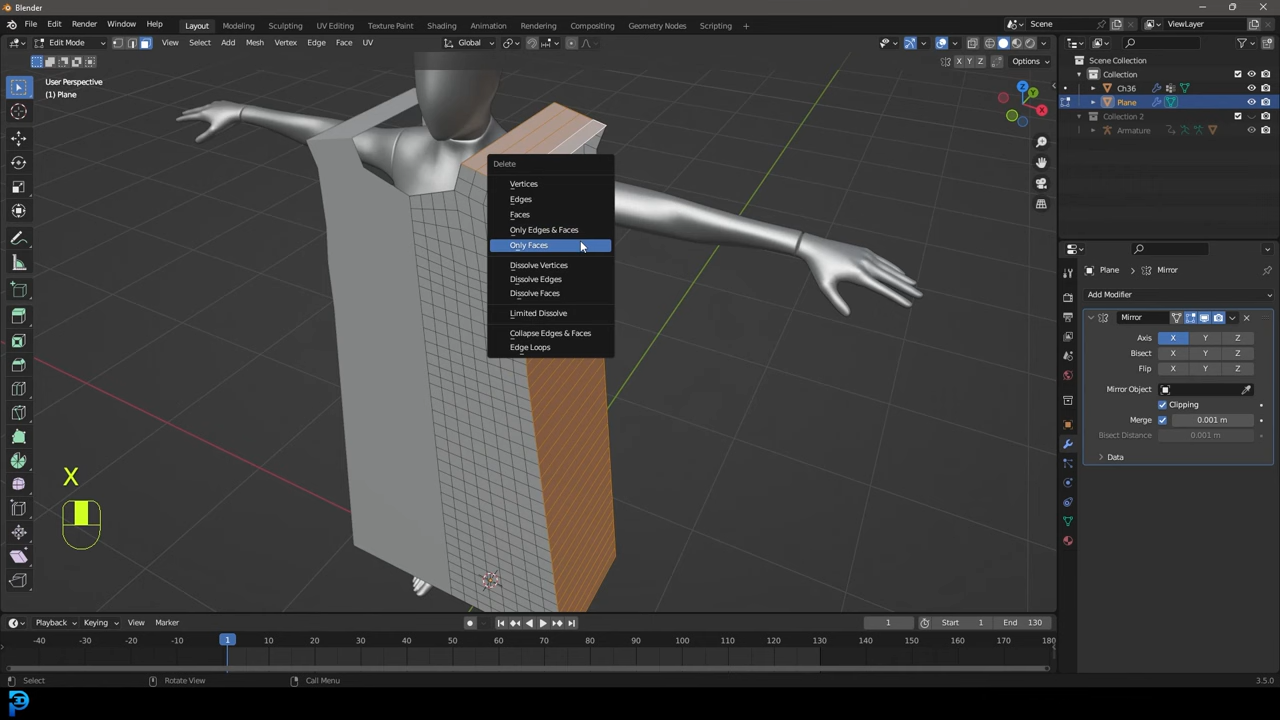 Blender
File Edit Render Window Help Layout Modeling Sculpting UV Editing Texture Paint Shading Animation Rendering Compositing Geometry Nodes Scripting + Scene ViewLayer
Edit Mode View Select Add Mesh Vertex Edge Face UV Global
X Y Z Options
User Perspective
(1) Plane
Z
Y
X
Scene Collection
Collection
Ch36
Plane
Collection 2
Armature
Delete
Vertices
Edges
Faces
Only Edges & Faces
Only Faces
Dissolve Vertices
Dissolve Edges
Dissolve Faces
Limited Dissolve
Collapse Edges & Faces
Edge Loops
X
Plane Mirror
Add Modifier
Mirror
Axis X Y Z
Bisect X Y Z
Flip X Y Z
Mirror Object
Clipping
Merge 0.001 m
Bisect Distance 0.001 m
Data
Playback Keying View Marker 1 Start 1 End 130
-40 -30 -20 -10 1 10 20 30 40 50 60 70 80 90 100 110 120 130 140 150 160 170 180
Select Rotate View Call Menu 3.5.0